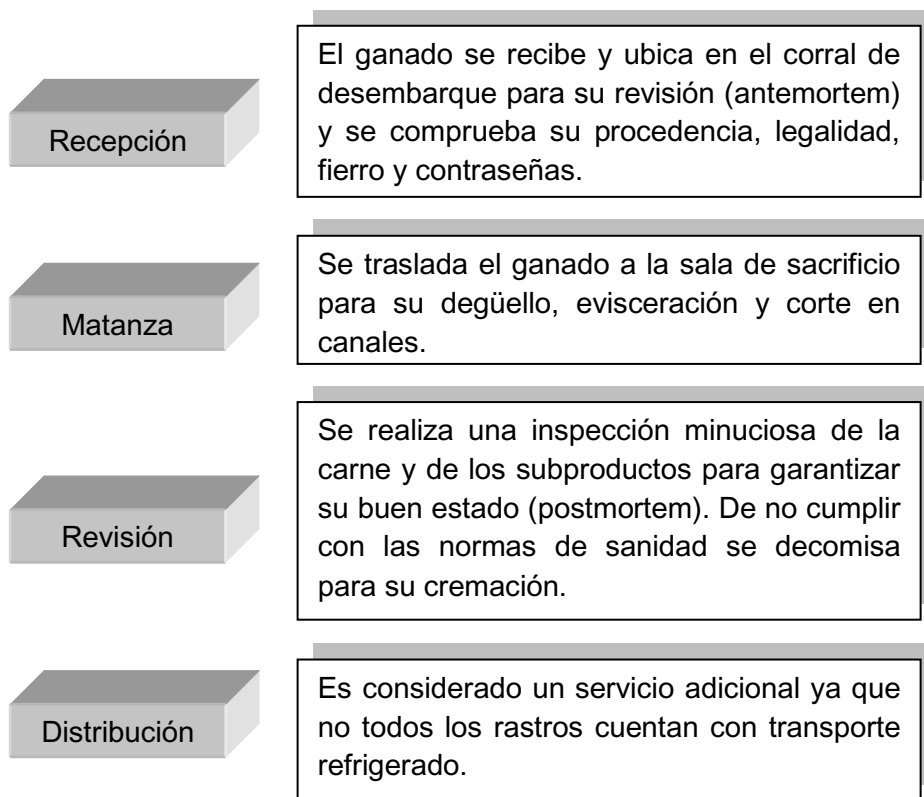 Recepción
El ganado se recibe y ubica en el corral de
desembarque para su revisión (antemortem)
y se comprueba su procedencia, legalidad,
fierro y contraseñas.
Matanza
Se traslada el ganado a la sala de sacrificio
para su degüello, evisceración y corte en
canales.
Revisión
Se realiza una inspección minuciosa de la
carne y de los subproductos para garantizar
su buen estado (postmortem). De no cumplir
con las normas de sanidad se decomisa
para su cremación.
Distribución
Es considerado un servicio adicional ya que
no todos los rastros cuentan con transporte
refrigerado.